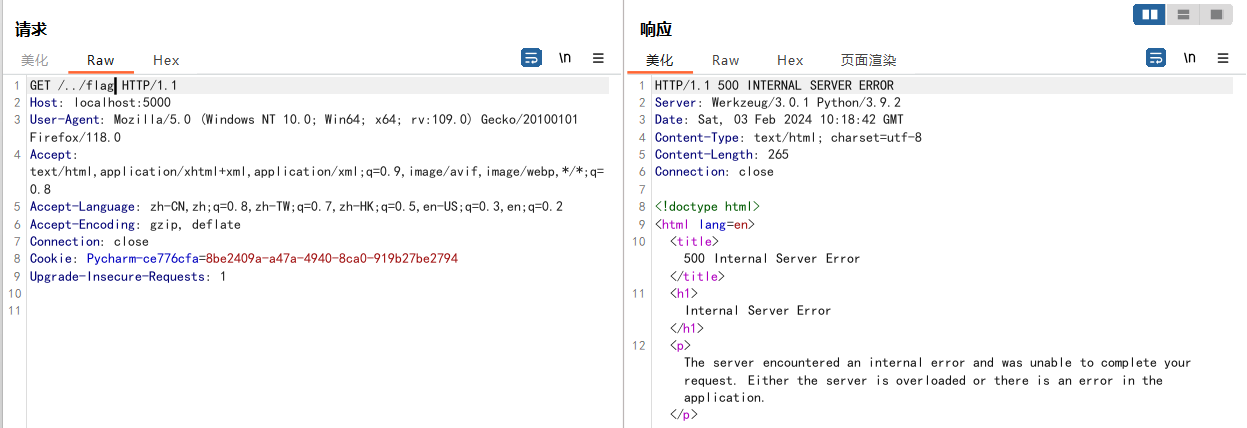 请求
美化 Raw Hex \n
1 GET /../flag HTTP/1.1
2 Host: localhost:5000
3 User-Agent: Mozilla/5.0 (Windows NT 10.0; Win64; x64; rv:109.0) Gecko/20100101
Firefox/118.0
4 Accept:
text/html,application/xhtml+xml,application/xml;q=0.9,image/avif,image/webp,*/*;q=
0.8
5 Accept-Language: zh-CN,zh;q=0.8,zh-TW;q=0.7,zh-HK;q=0.5,en-US;q=0.3,en;q=0.2
6 Accept-Encoding: gzip, deflate
7 Connection: close
8 Cookie: Pycharm-ce776cfa=8be2409a-a47a-4940-8ca0-919b27be2794
9 Upgrade-Insecure-Requests: 1
10
11
响应
美化 Raw Hex 页面渲染 \n
1 HTTP/1.1 500 INTERNAL SERVER ERROR
2 Server: Werkzeug/3.0.1 Python/3.9.2
3 Date: Sat, 03 Feb 2024 10:18:42 GMT
4 Content-Type: text/html; charset=utf-8
5 Content-Length: 265
6 Connection: close
7
8 <!doctype html>
9 <html lang=en>
10 <title>
500 Internal Server Error
</title>
11 <h1>
Internal Server Error
</h1>
12 <p>
The server encountered an internal error and was unable to complete your
request. Either the server is overloaded or there is an error in the
application.
</p>